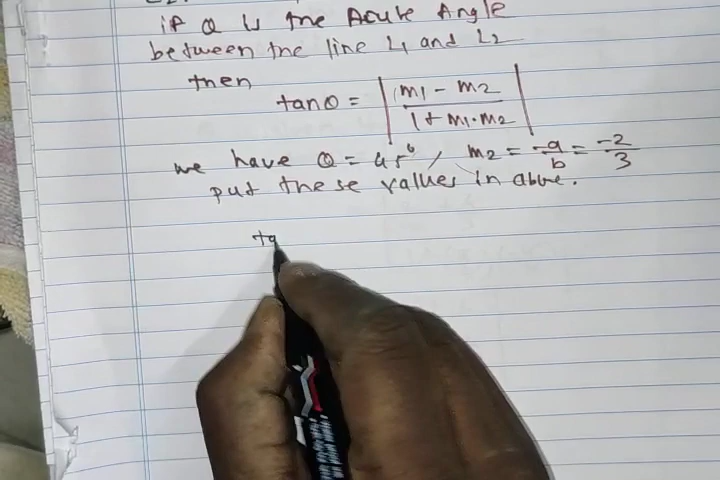 if θ is the Acute Angle
between the line L1 and L2
then
tanθ = | m1 - m2 / 1 + m1.m2 |
we have θ = 45°, m2 = -a/b = -2/3
put these values in above.
ta